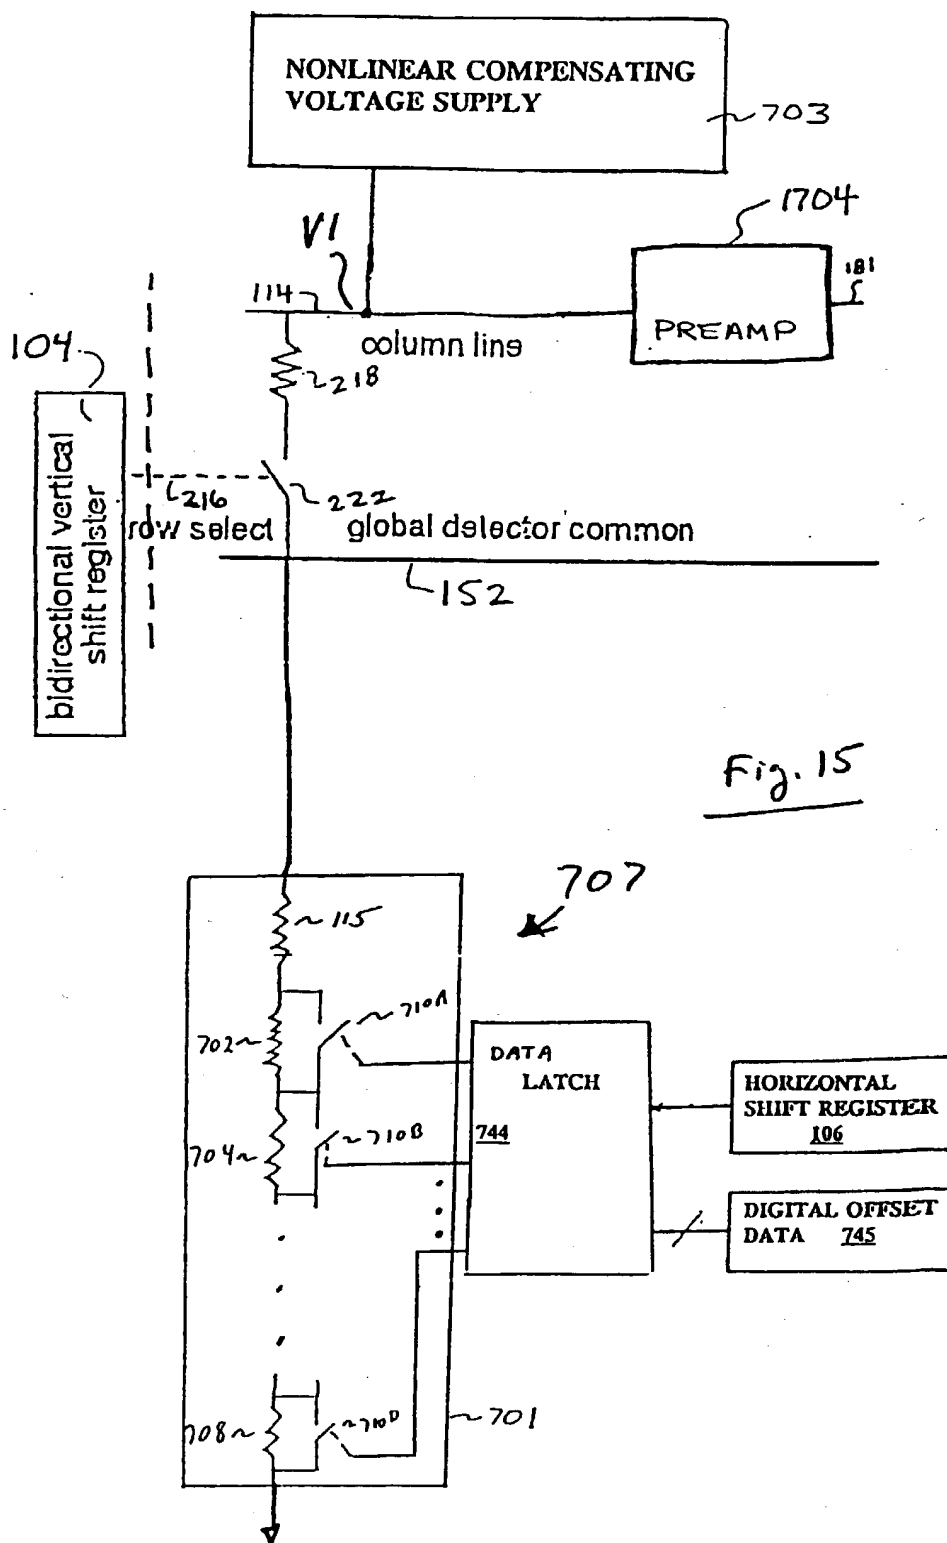 NONLINEAR COMPENSATING
VOLTAGE SUPPLY
703
1704
V1
181
114
PREAMP
column line
104
218
bidirectional vertical
shift register
216
222
row select
global detector common
152
Fig. 15
707
115
710A
702
DATA
LATCH
HORIZONTAL
SHIFT REGISTER
106
710B
744
704
DIGITAL OFFSET
DATA 745
710D
701
708